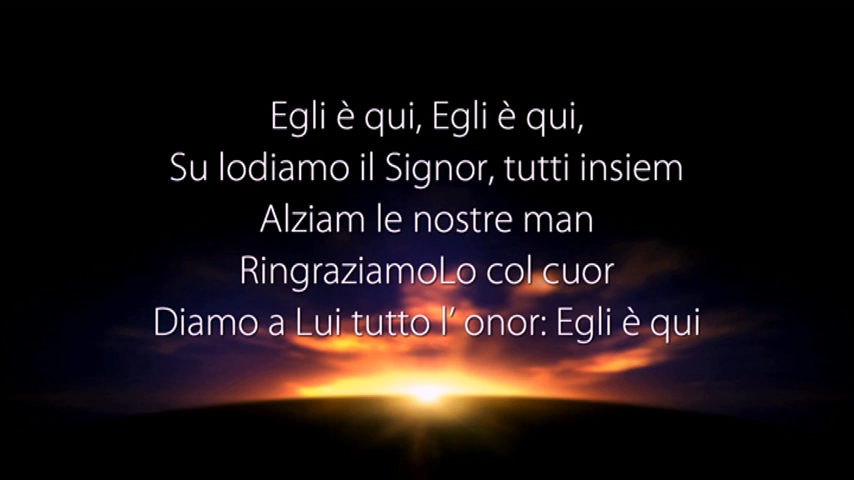 Egli è qui, Egli è qui,
Su lodiamo il Signor, tutti insiem
Alziam le nostre man
RingraziamoLo col cuor
Diamo a Lui tutto l’ onor: Egli è qui